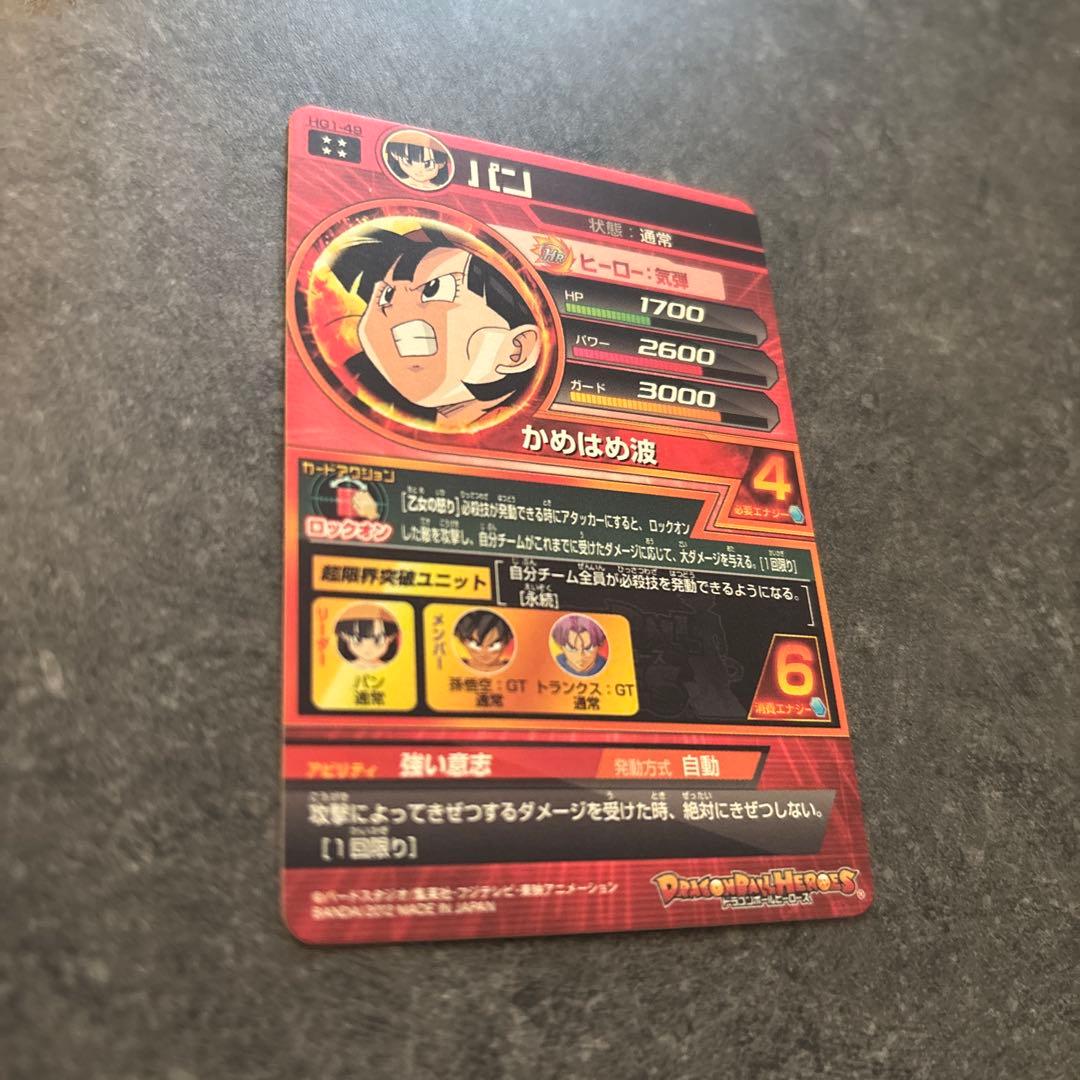 HG1-49
パン
状態：通常
HR
ヒーロー：気弾
HP 1700
パワー 2600
ガード 3000
かめはめ波
4
必要エナジー
カードアクション
ロックオン
[乙女の怒り]必殺技が発動できる時にアタッカーにすると、ロックオン
した敵を攻撃し、自分チームがこれまでに受けたダメージに応じて、大ダメージを与える。[1回限り]
超限界突破ユニット
自分チーム全員が必殺技を発動できるようになる。
[永続]
リーダー
パン
通常
メンバー
孫悟空：GT
通常
トランクス：GT
通常
6
消費エナジー
アビリティ 強い意志
発動方式 自動
攻撃によってきぜつするダメージを受けた時、絶対にきぜつしない。
[1回限り]
©バードスタジオ/集英社・フジテレビ・東映アニメーション
BANDAI 2012 MADE IN JAPAN
DRAGONBALL HEROES
ドラゴンボールヒーローズ